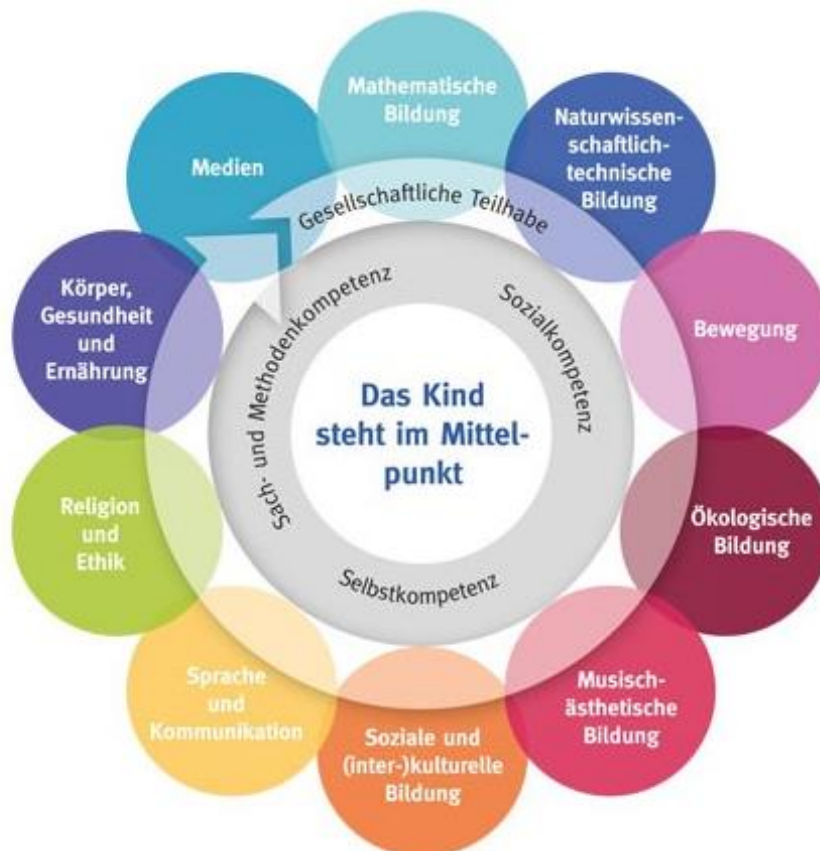 Mathematische
Bildung
Naturwissen-
schaftlich-
technische
Bildung
Bewegung
Ökologische
Bildung
Musisch-
ästhetische
Bildung
Soziale und
(inter-)kulturelle
Bildung
Sprache
und
Kommunikation
Religion
und
Ethik
Körper,
Gesundheit
und
Ernährung
Medien
Gesellschaftliche Teilhabe
Sozialkompetenz
Selbstkompetenz
Sach- und Methodenkompetenz
Das Kind
steht im Mittel-
punkt